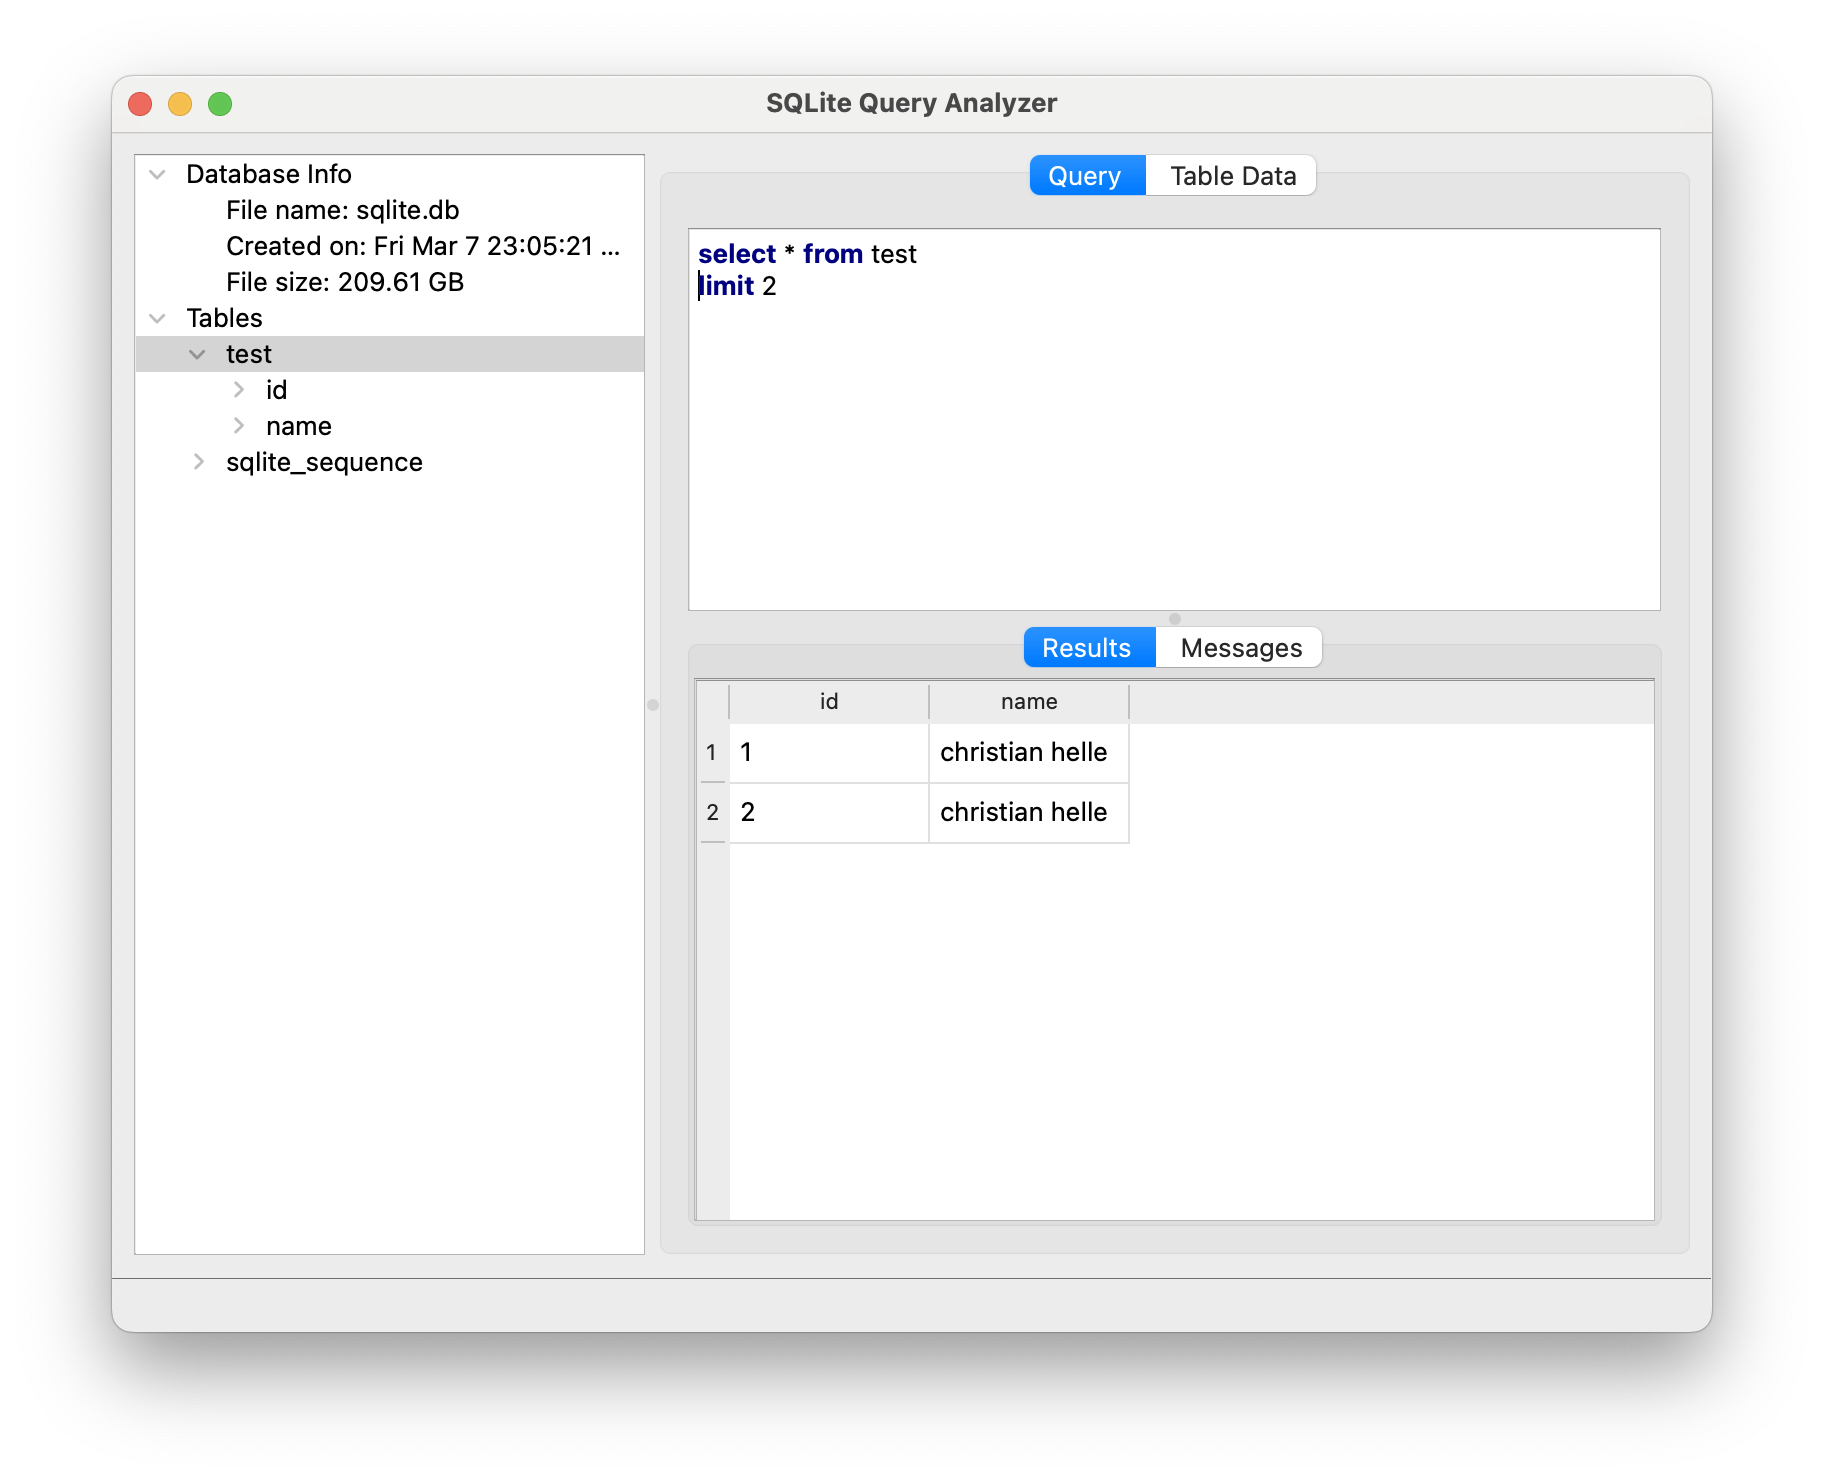 SQLite Query Analyzer
Database Info
File name: sqlite.db
Created on: Fri Mar 7 23:05:21 ...
File size: 209.61 GB
Tables
test
id
name
sqlite_sequence
Query
Table Data
select * from test
limit 2
Results
Messages
id name
1 1 christian helle
2 2 christian helle